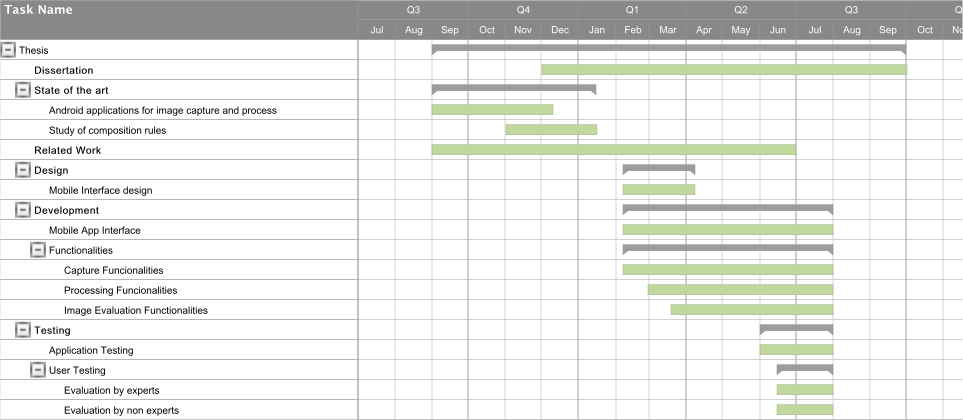 Task Name Q3 Q4 Q1 Q2 Q3 Q
Jul Aug Sep Oct Nov Dec Jan Feb Mar Apr May Jun Jul Aug Sep Oct No
Thesis
Dissertation
State of the art
Android applications for image capture and process
Study of composition rules
Related Work
Design
Mobile Interface design
Development
Mobile App Interface
Functionalities
Capture Funcionalities
Processing Funcionalities
Image Evaluation Functionalities
Testing
Application Testing
User Testing
Evaluation by experts
Evaluation by non experts